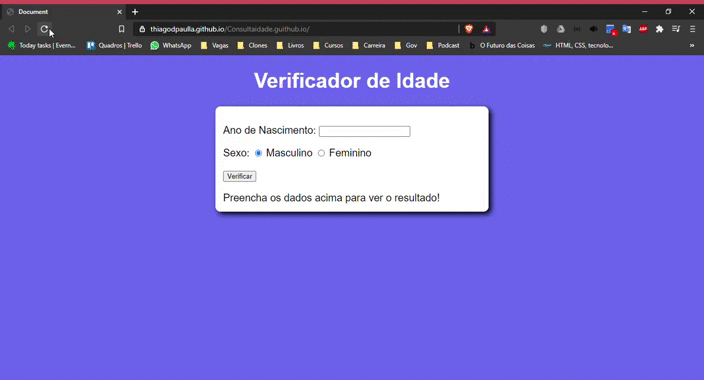 Document
thiagodpaulla.github.io/Consultaidade.guithub.io/
Today tasks | Evern... Quadros | Trello WhatsApp Vagas Clones Livros Cursos Carreira Gov Podcast O Futuro das Coisas HTML, CSS, tecnolo... »
Verificador de Idade
Ano de Nascimento:
Sexo: Masculino Feminino
Verificar
Preencha os dados acima para ver o resultado!